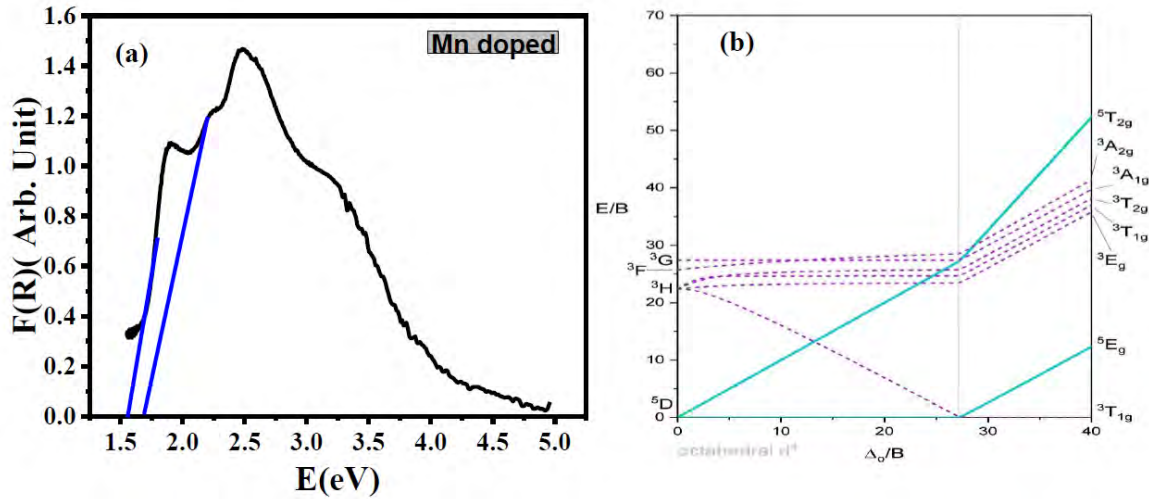 (a)
Mn doped
F(R)( Arb. Unit)
1.6
1.4
1.2
1.0
0.8
0.6
0.4
0.2
0.0
1.5 2.0 2.5 3.0 3.5 4.0 4.5 5.0
E(eV)
(b)
E/B
70
60
50
40
30
20
10
0
³G
³F
³H
⁵D
⁵T₂g
³A₂g
³A₁g
³T₂g
³T₁g
³Eg
⁵Eg
³T₁g
0 10 20 30 40
octahedral d⁴
Δₒ/B